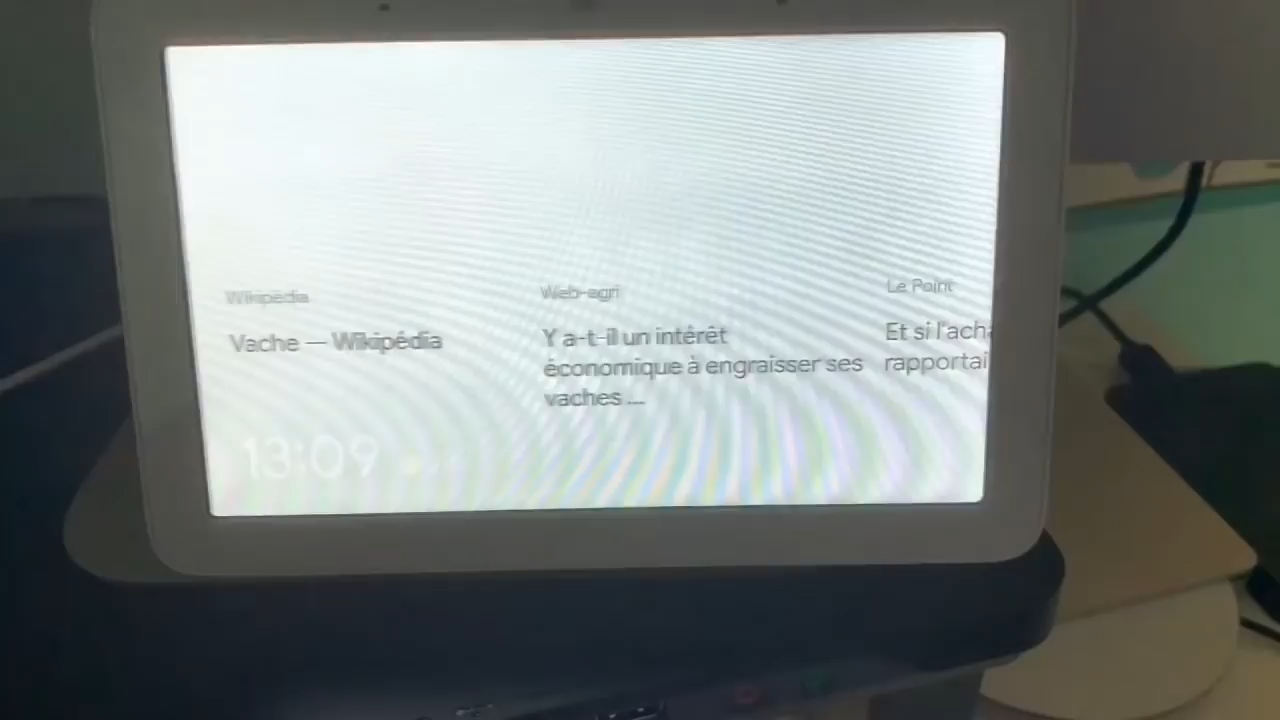 Wikipédia
Vache — Wikipédia
Web-agri
Y a-t-il un intérêt
économique à engraisser ses
vaches ...
Le Point
Et si l'ach
rapportai
13:09